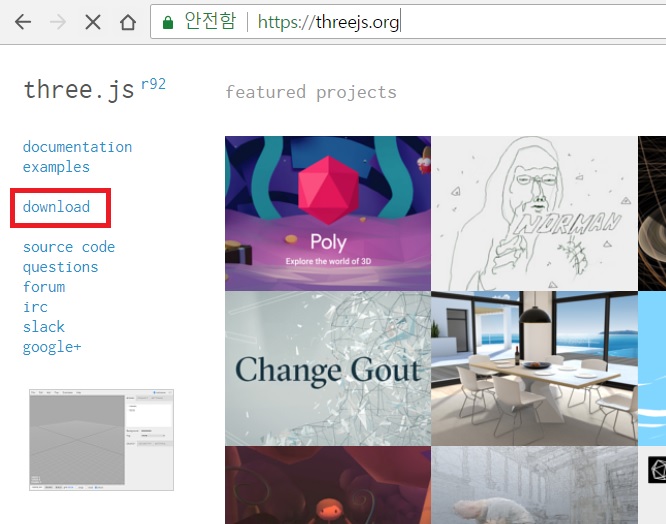 안전함 https://threejs.org
three.js r92
featured projects
documentation
examples
download
source code
questions
forum
irc
slack
google+
Poly
Explore the world of 3D
NORMAN
Change Gout